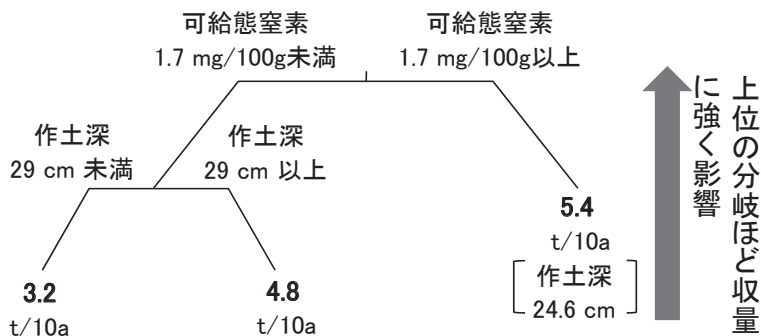 可給態窒素
1.7 mg/100g未満
可給態窒素
1.7 mg/100g以上
作土深
29 cm 未満
作土深
29 cm 以上
3.2
t/10a
4.8
t/10a
5.4
t/10a
作土深
24.6 cm
上位の分岐ほど収量
に強く影響